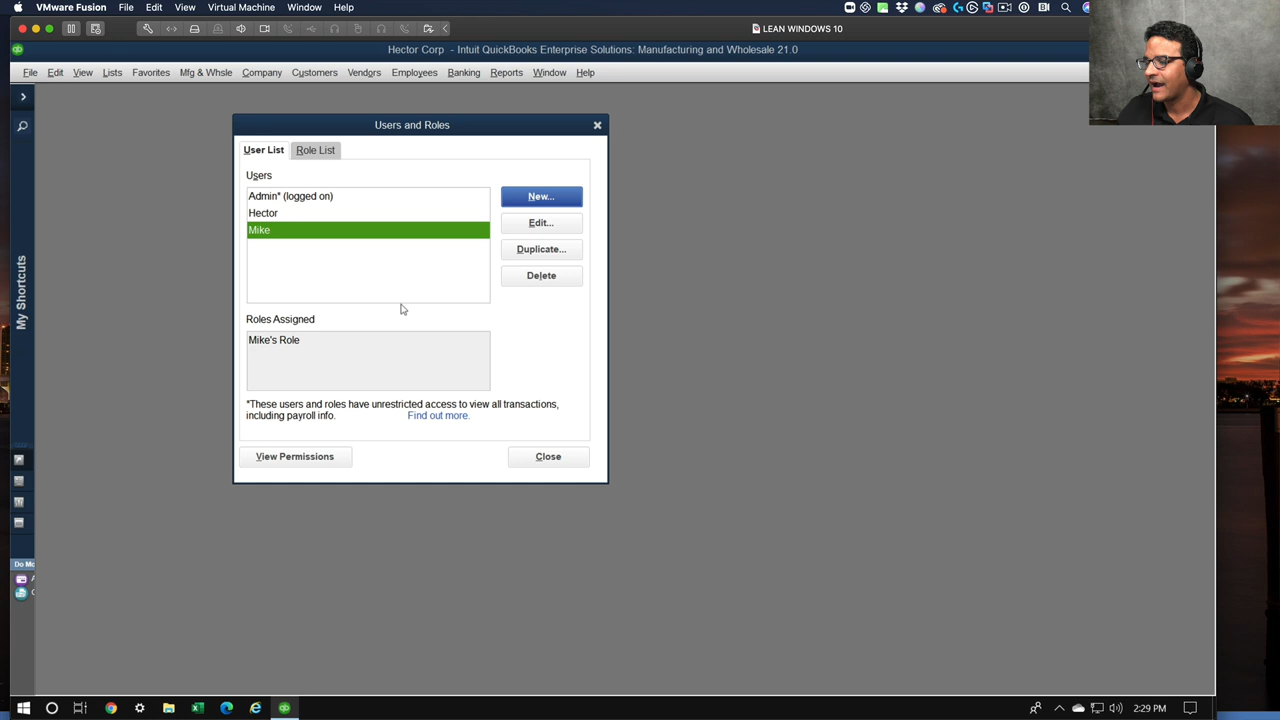 VMware Fusion File Edit View Virtual Machine Window Help
LEAN WINDOWS 10
Hector Corp - Intuit QuickBooks Enterprise Solutions: Manufacturing and Wholesale 21.0
File Edit View Lists Favorites Mfg & Whsle Company Customers Vendors Employees Banking Reports Window Help
My Shortcuts
Users and Roles
User List Role List
Users
Admin* (logged on)
Hector
Mike
New...
Edit...
Duplicate...
Delete
Roles Assigned
Mike's Role
*These users and roles have unrestricted access to view all transactions,
including payroll info. Find out more.
View Permissions Close
Do Mo
2:29 PM